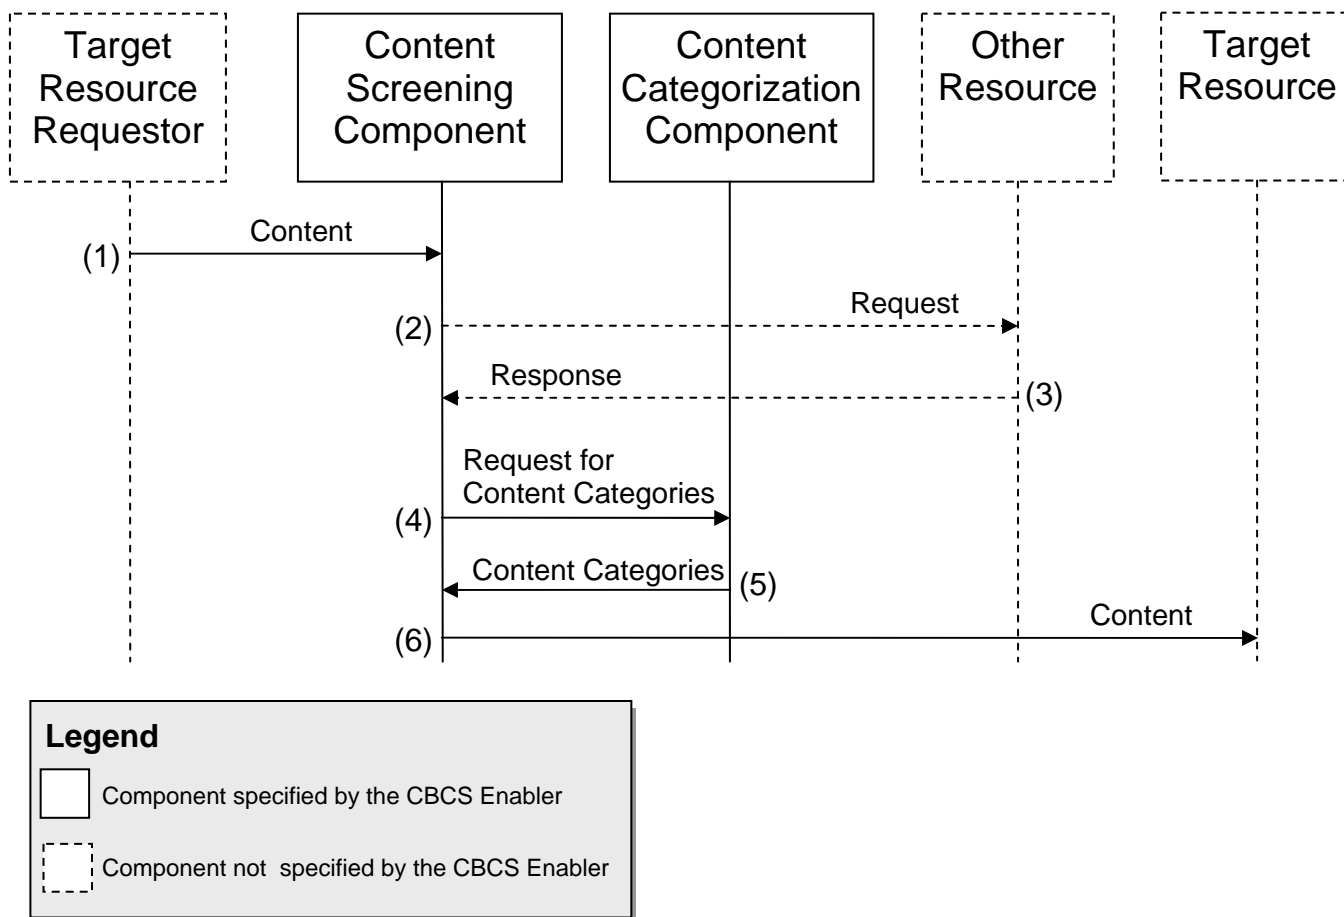 Target
Resource
Requestor
Content
Screening
Component
Content
Categorization
Component
Other
Resource
Target
Resource
Content
(1)
Request
(2)
Response
(3)
Request for
Content Categories
(4)
Content Categories
(5)
Content
(6)
Legend
Component specified by the CBCS Enabler
Component not  specified by the CBCS Enabler